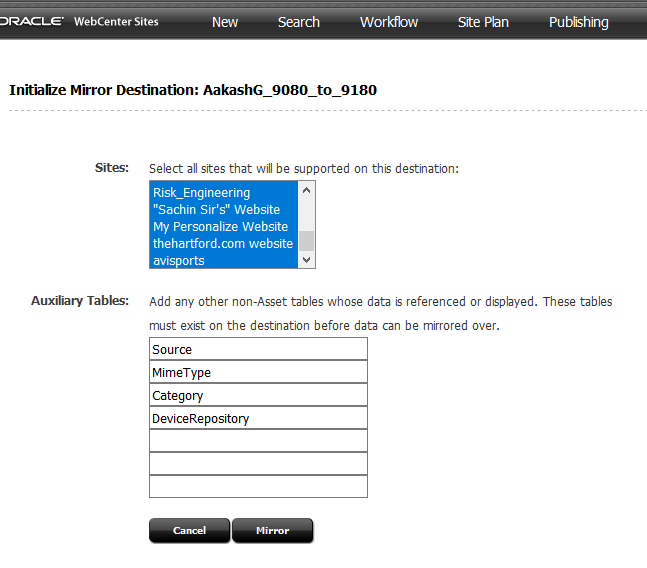 ORACLE WebCenter Sites New Search Workflow Site Plan Publishing
Initialize Mirror Destination: AakashG_9080_to_9180
Sites: Select all sites that will be supported on this destination:
Risk_Engineering
"Sachin Sir's" Website
My Personalize Website
thehartford.com website
avisports
Auxiliary Tables: Add any other non-Asset tables whose data is referenced or displayed. These tables
must exist on the destination before data can be mirrored over.
Source
MimeType
Category
DeviceRepository
Cancel Mirror